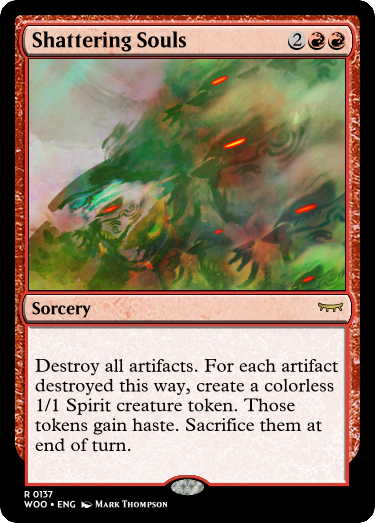 Shattering Souls 2
Sorcery
Destroy all artifacts. For each artifact
destroyed this way, create a colorless
1/1 Spirit creature token. Those
tokens gain haste. Sacrifice them at
end of turn.
R 0137
WOO • ENG Mark Thompson